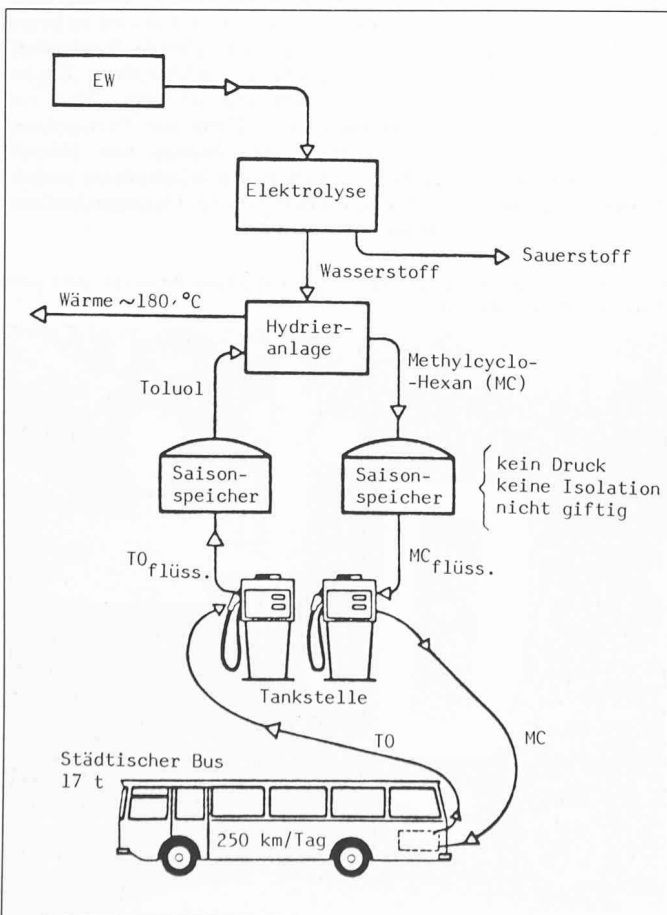 EW
Elektrolyse
Sauerstoff
Wasserstoff
Wärme ~180 °C
Hydrier-
anlage
Methylcyclo-
-Hexan (MC)
Toluol
Saison-
speicher
Saison-
speicher
kein Druck
keine Isolation
nicht giftig
TO flüss.
MC flüss.
Tankstelle
TO
MC
Städtischer Bus
17 t
250 km/Tag